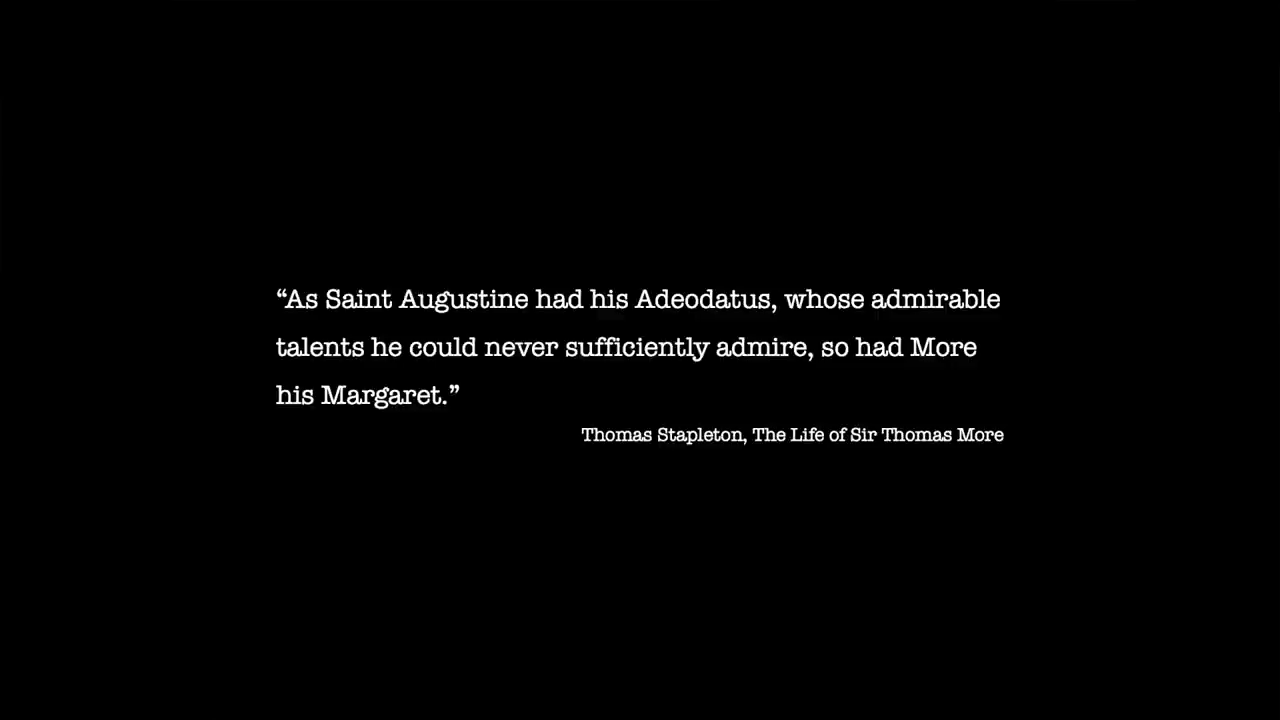 “As Saint Augustine had his Adeodatus, whose admirable
talents he could never sufficiently admire, so had More
his Margaret.”
Thomas Stapleton, The Life of Sir Thomas More